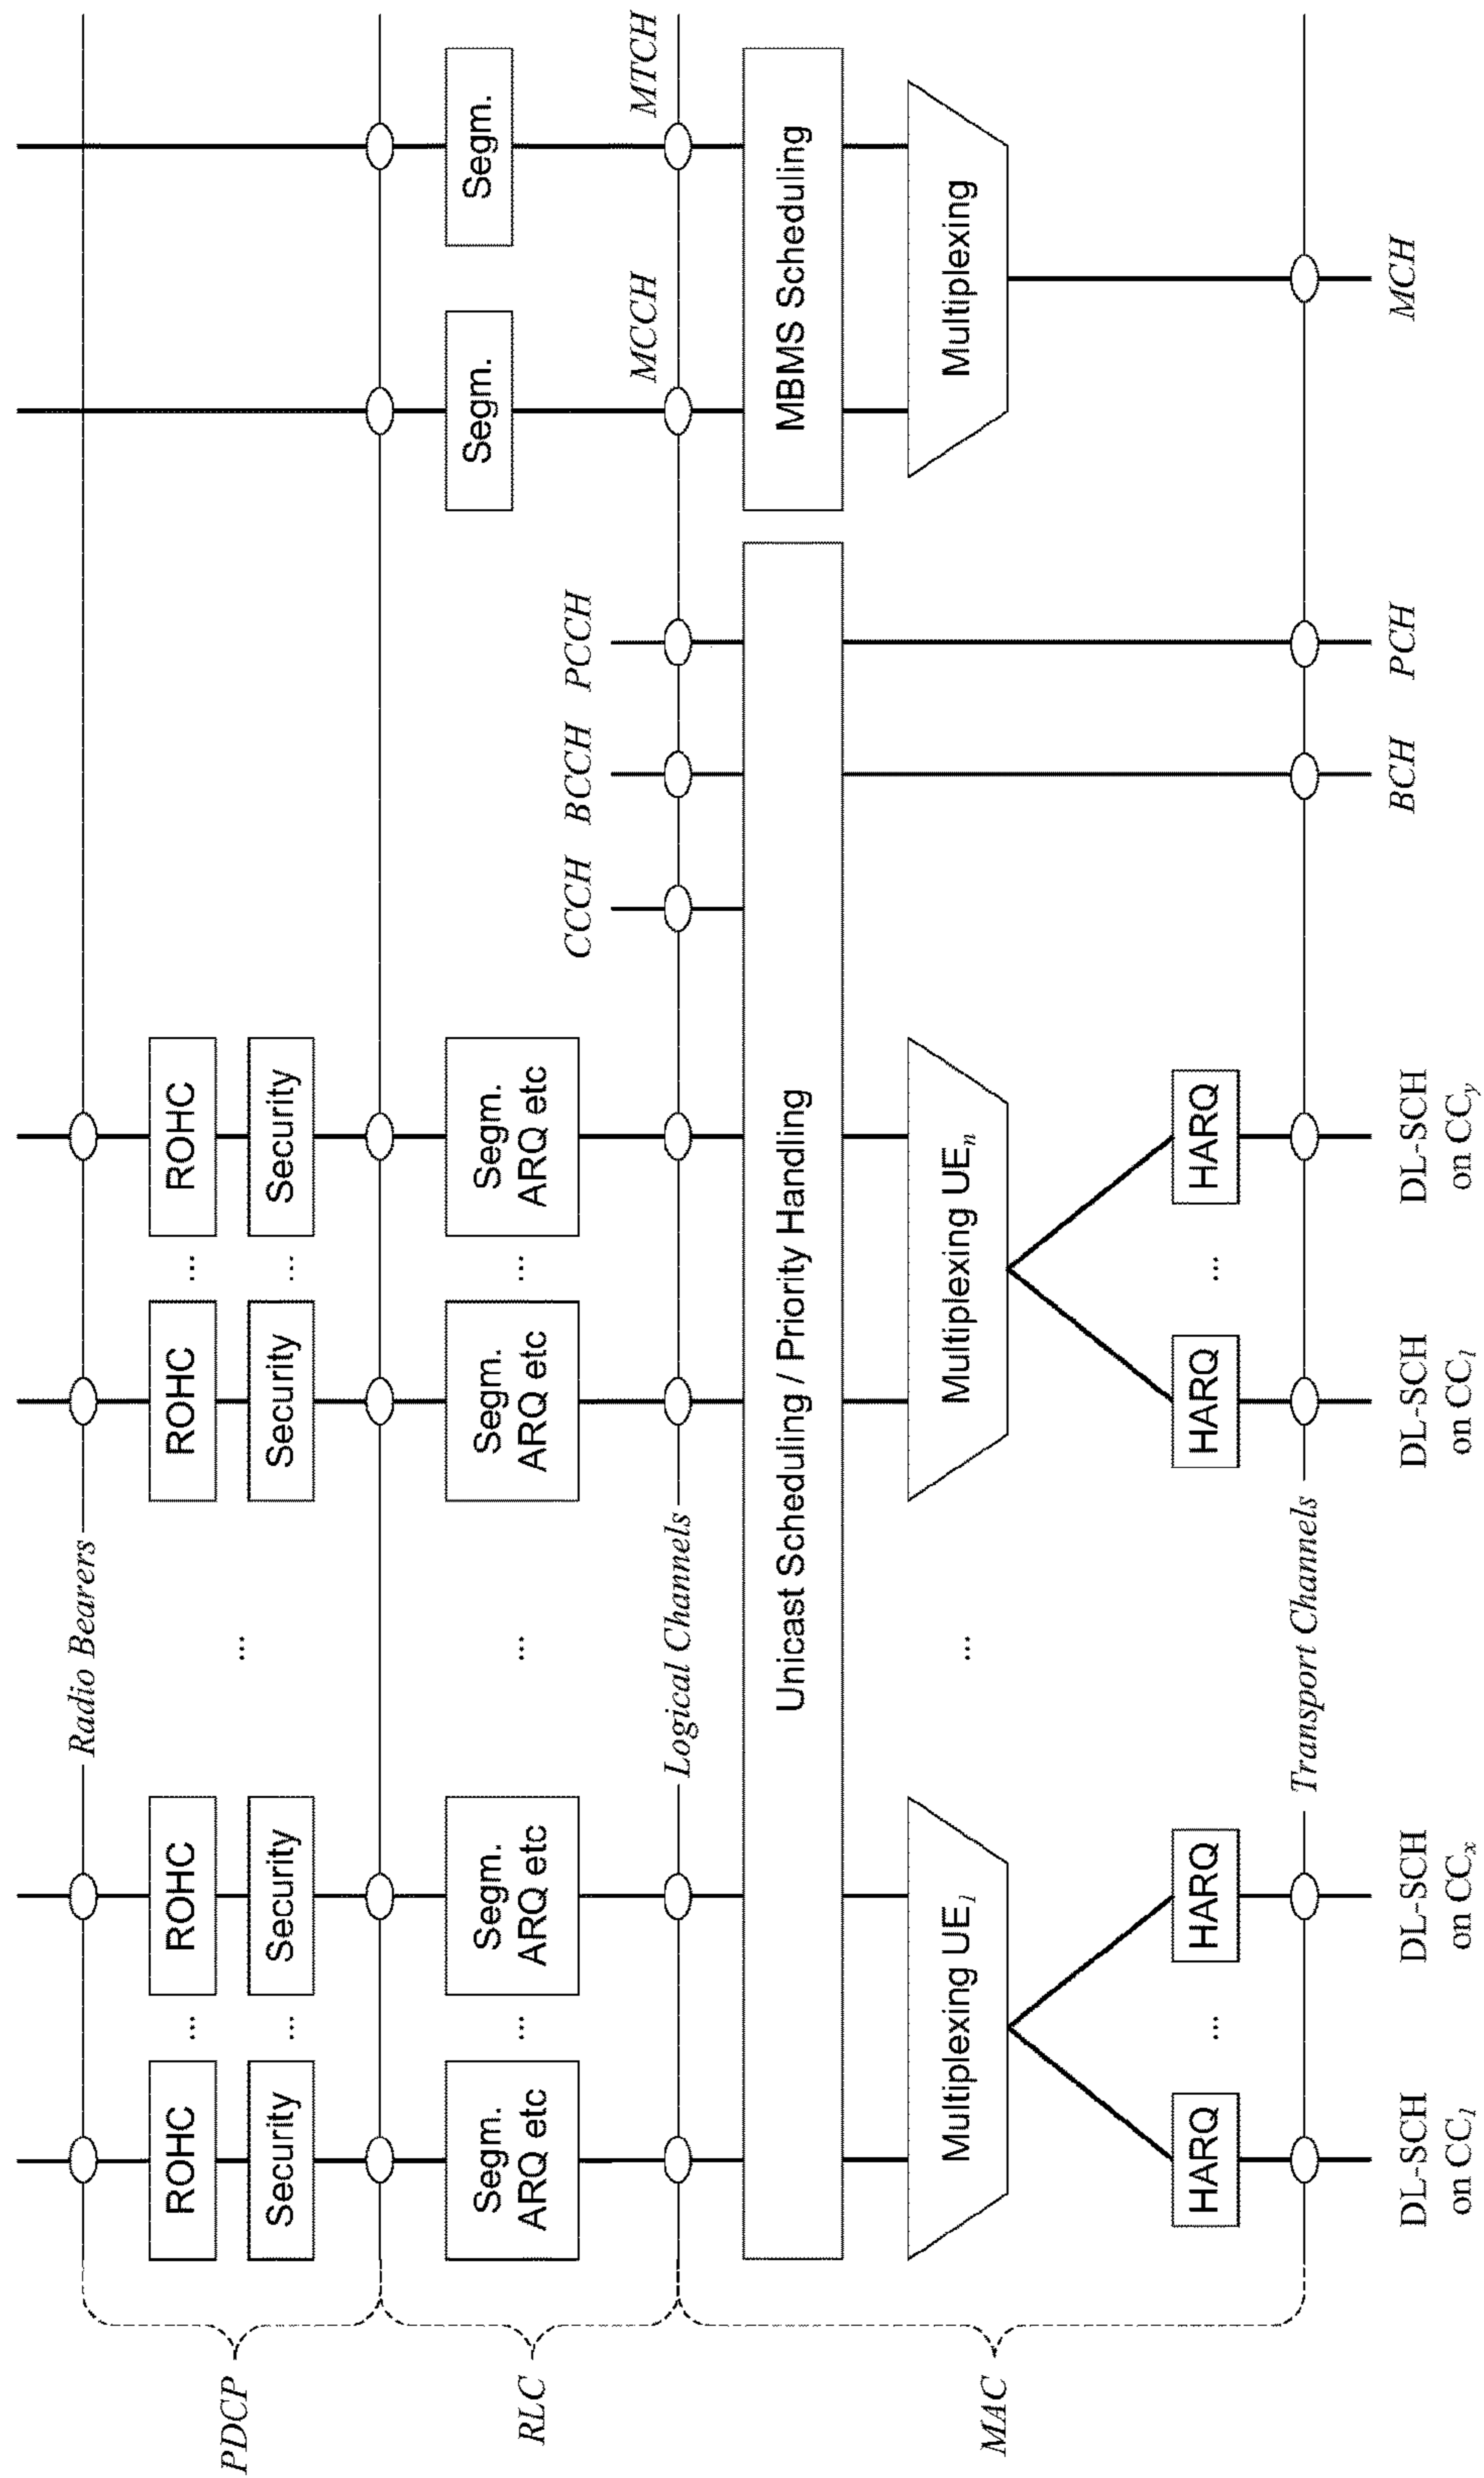 Radio Bearers
PDCP
ROHC
...
ROHC
ROHC
...
ROHC
...
Security
...
Security
Security
...
Security
RLC
Segm.
ARQ etc
...
Segm.
ARQ etc
...
Segm.
ARQ etc
...
Segm.
ARQ etc
Segm.
Segm.
CCCH
BCCH
PCCH
MCCH
MTCH
Logical Channels
MAC
Unicast Scheduling / Priority Handling
MBMS Scheduling
Multiplexing UE1
...
Multiplexing UEn
Multiplexing
HARQ
...
HARQ
HARQ
...
HARQ
Transport Channels
DL-SCH
on CC1
DL-SCH
on CCx
DL-SCH
on CC1
DL-SCH
on CCy
BCH
PCH
MCH